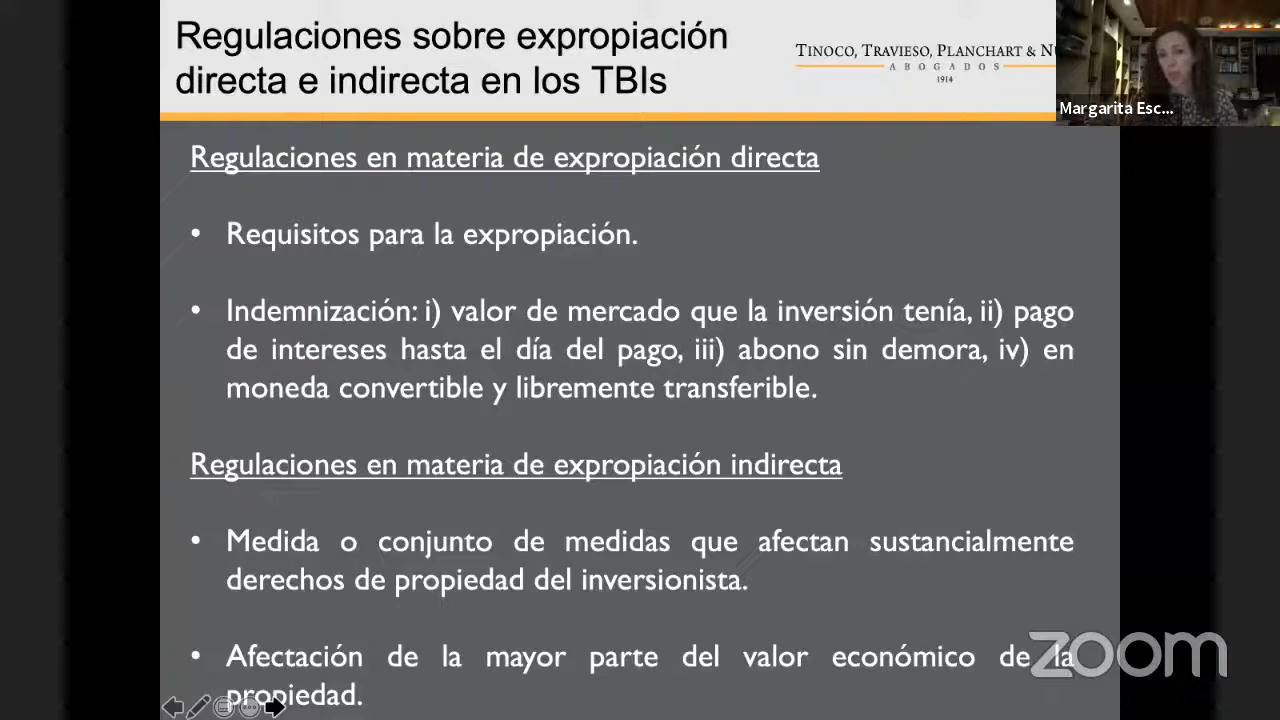 Regulaciones sobre expropiación
directa e indirecta en los TBIs
TINOCO, TRAVIESO, PLANCHART & NU
ABOGADOS
1914
Margarita Esc...
Regulaciones en materia de expropiación directa
• Requisitos para la expropiación.
• Indemnización: i) valor de mercado que la inversión tenía, ii) pago
de intereses hasta el día del pago, iii) abono sin demora, iv) en
moneda convertible y libremente transferible.
Regulaciones en materia de expropiación indirecta
• Medida o conjunto de medidas que afectan sustancialmente
derechos de propiedad del inversionista.
• Afectación de la mayor parte del valor económico de la
propiedad.
zoom